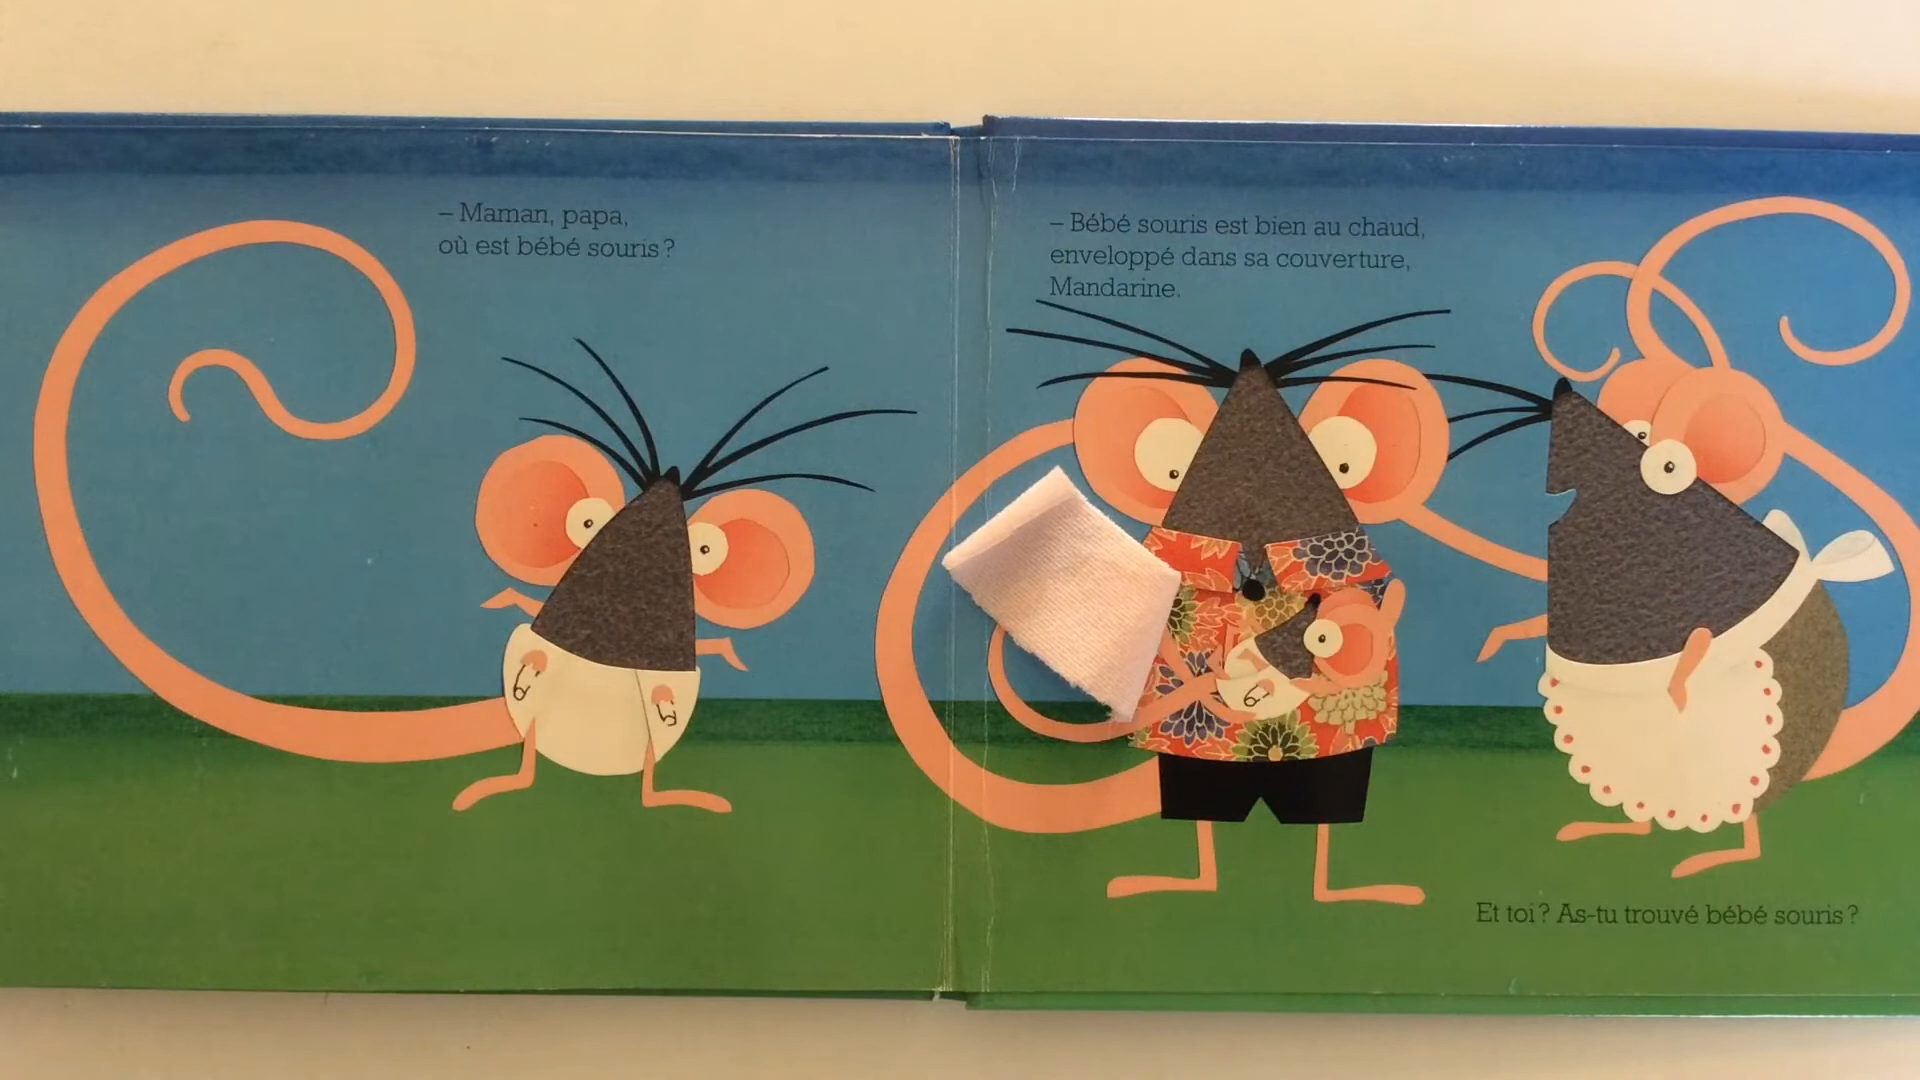 – Maman, papa,
où est bébé souris ?
– Bébé souris est bien au chaud,
enveloppé dans sa couverture,
Mandarine.
Et toi ? As-tu trouvé bébé souris ?